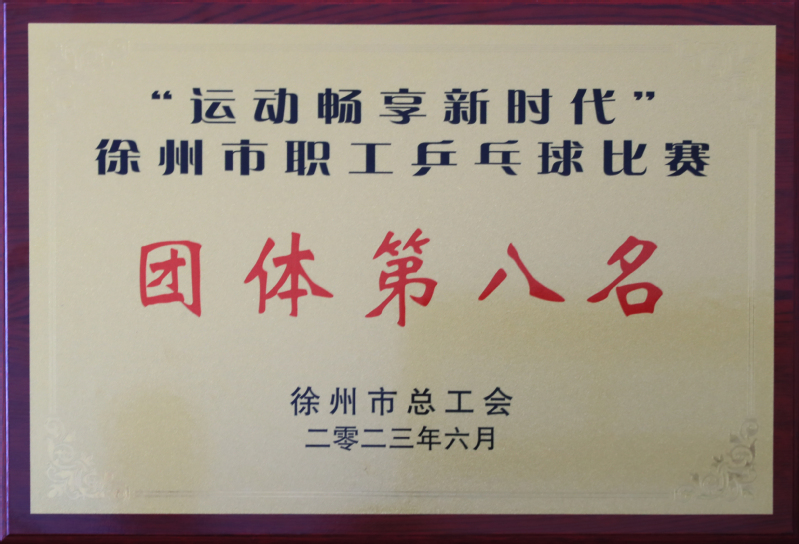 “运动畅享新时代”
徐州市职工乒乓球比赛
团体第八名
徐州市总工会
二零二三年六月